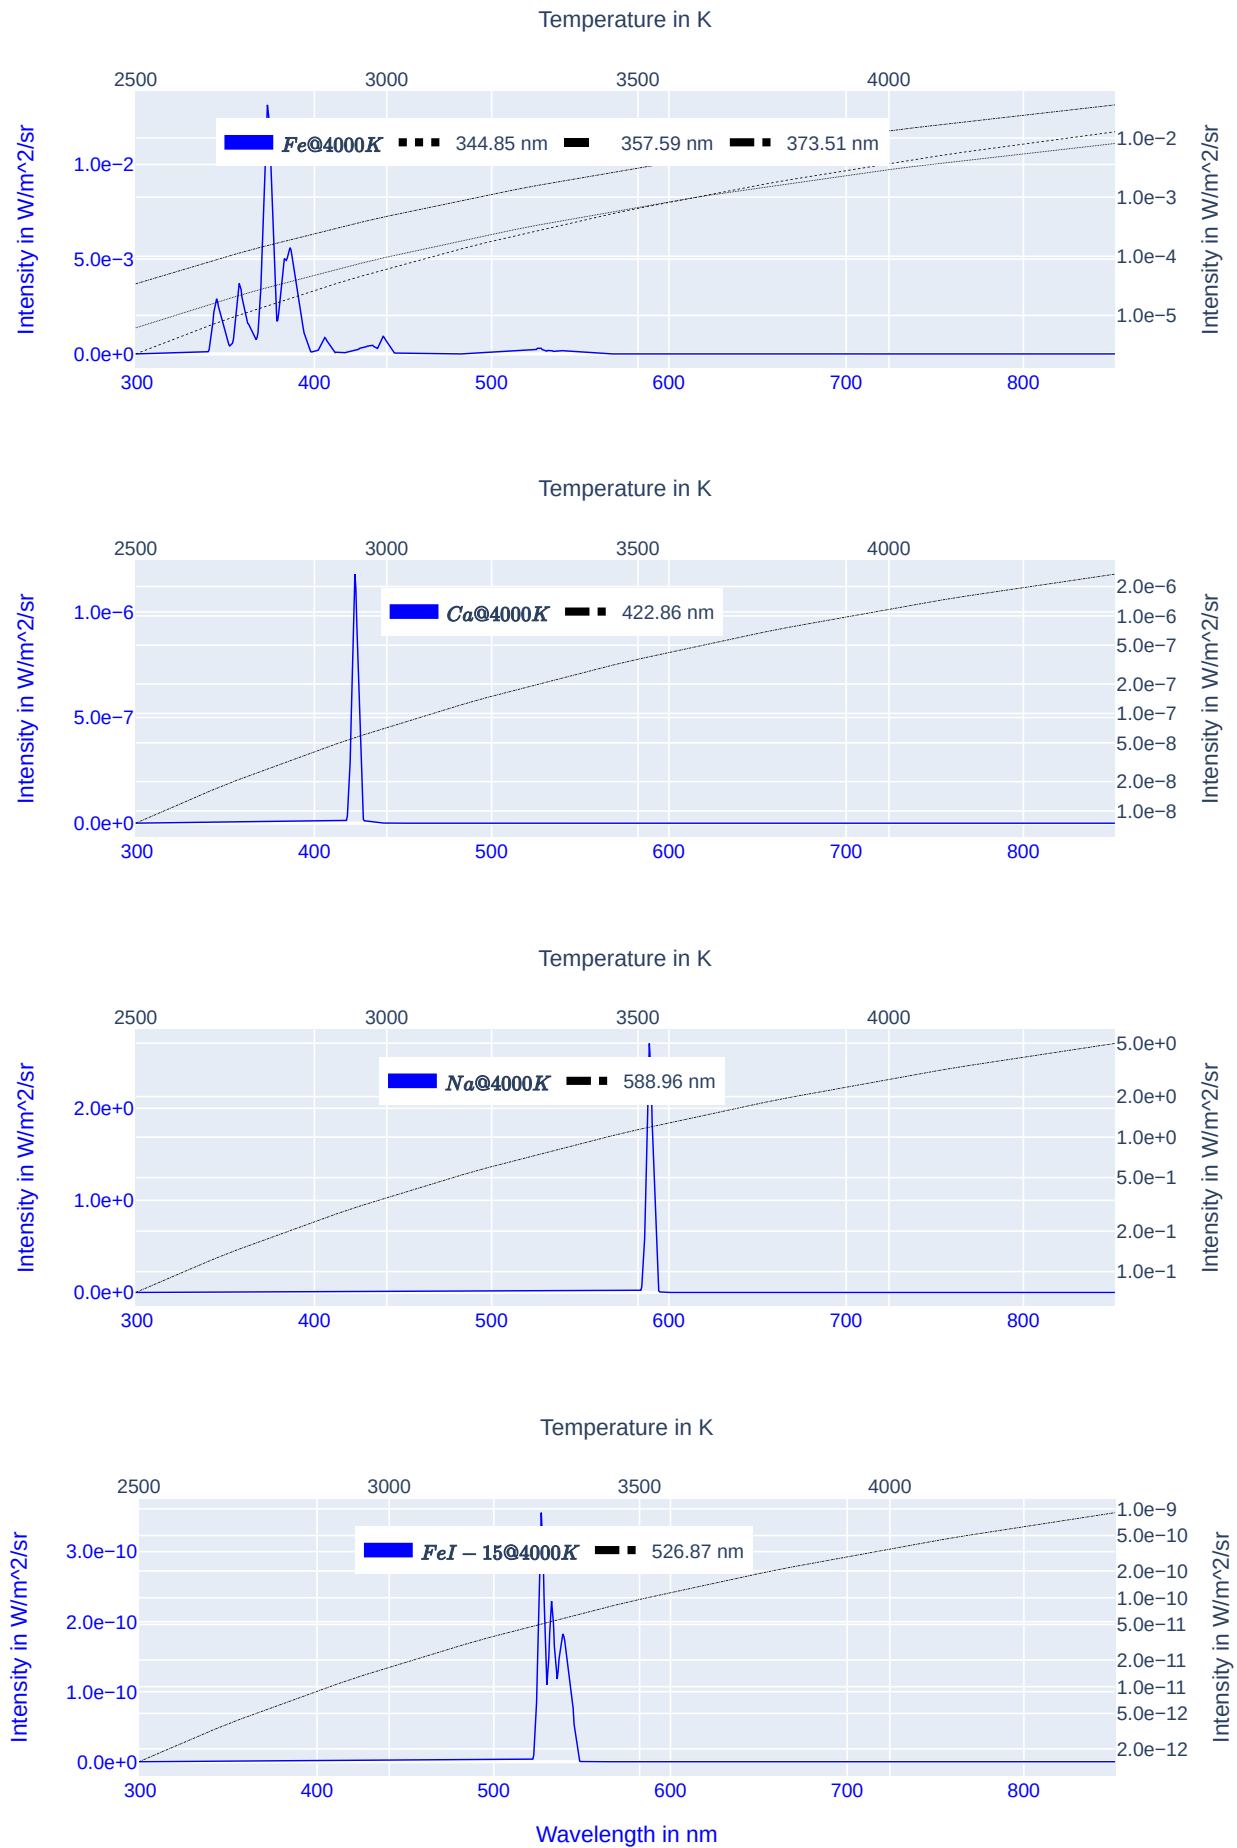 Temperature in K
2500 3000 3500 4000
Intensity in W/m^2/sr
Fe@4000K 344.85 nm 357.59 nm 373.51 nm
1.0e−2
5.0e−3
0.0e+0
1.0e−2
1.0e−3
1.0e−4
1.0e−5
Intensity in W/m^2/sr
300 400 500 600 700 800
Temperature in K
2500 3000 3500 4000
Intensity in W/m^2/sr
Ca@4000K 422.86 nm
1.0e−6
5.0e−7
0.0e+0
2.0e−6
1.0e−6
5.0e−7
2.0e−7
1.0e−7
5.0e−8
2.0e−8
1.0e−8
Intensity in W/m^2/sr
300 400 500 600 700 800
Temperature in K
2500 3000 3500 4000
Intensity in W/m^2/sr
Na@4000K 588.96 nm
2.0e+0
1.0e+0
0.0e+0
5.0e+0
2.0e+0
1.0e+0
5.0e−1
2.0e−1
1.0e−1
Intensity in W/m^2/sr
300 400 500 600 700 800
Temperature in K
2500 3000 3500 4000
Intensity in W/m^2/sr
FeI − 15@4000K 526.87 nm
3.0e−10
2.0e−10
1.0e−10
0.0e+0
1.0e−9
5.0e−10
2.0e−10
1.0e−10
5.0e−11
2.0e−11
1.0e−11
5.0e−12
2.0e−12
Intensity in W/m^2/sr
300 400 500 600 700 800
Wavelength in nm